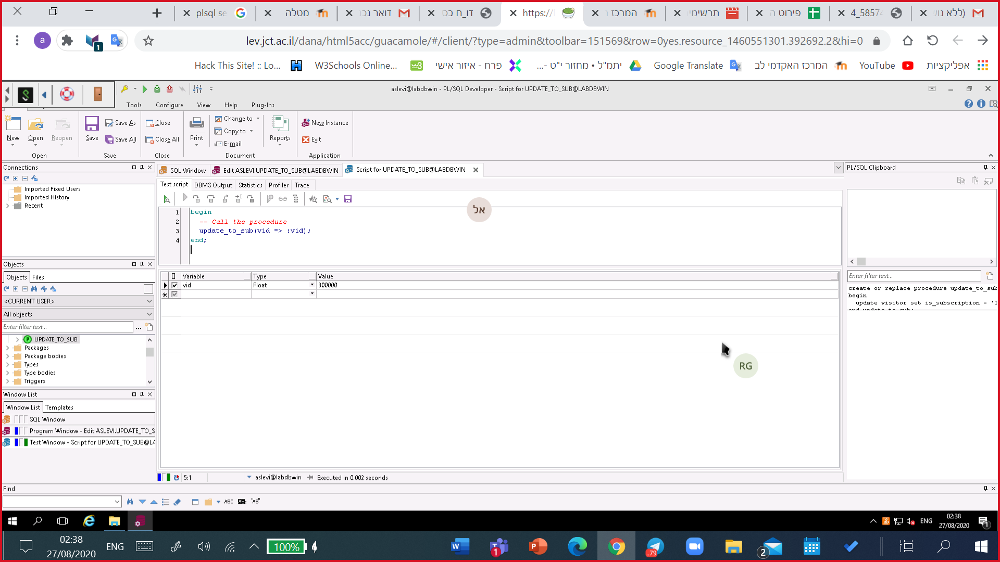 plsql se
מטלה
דואר נכנ
דו_ח בס
https://
המרכז
תרשימי
פירוט ה
4_5857
(ללא נוש
a
1
lev.jct.ac.il/dana/html5acc/guacamole/#/client/?type=admin&toolbar=151569&row=0yes.resource_1460551301.392692.2&hi=0
Hack This Site! :: Lo...
W3Schools Online...
פרח - איזור אישי
יתמ"ל • מחזור י"ט -...
Google Translate
המרכז האקדמי לב
YouTube
אפליקציות
aslevi@labdbwin - PL/SQL Developer - Script for UPDATE_TO_SUB@LABDBWIN
Tools Configure View Help Plug-Ins
New Open Reopen
Open
Save Save As
Save All
Save
Close
Close All
Close
Print
Change to
Copy to
E-mail
Reports
Document
New Instance
Exit
Application
Connections
Imported Fixed Users
Imported History
Recent
SQL Window
Edit ASLEVI.UPDATE_TO_SUB@LABDBWIN
Script for UPDATE_TO_SUB@LABDBWIN
PL/SQL Clipboard
Test script DBMS Output Statistics Profiler Trace
אל
1 begin
2 -- Call the procedure
3 update_to_sub(vid => :vid);
4 end;
Variable Type Value
vid Float 300000
RG
Objects
Objects Files
<CURRENT USER>
All objects
Enter filter text...
UPDATE_TO_SUB
Packages
Package bodies
Types
Type bodies
Triggers
Enter filter text...
create or replace procedure update_to_sub
begin
update visitor set is_subscription = 'T
end update_to_sub;
Window List
Window List Templates
SQL Window
Program Window - Edit ASLEVI.UPDATE_TO_S
Test Window - Script for UPDATE_TO_SUB@LA
5:1 aslevi@labdbwin Executed in 0.002 seconds
Find
ABC AB "AB"
ENG
02:38
27/08/2020
1
02:38
27/08/2020
ENG
100%
1
..79
2